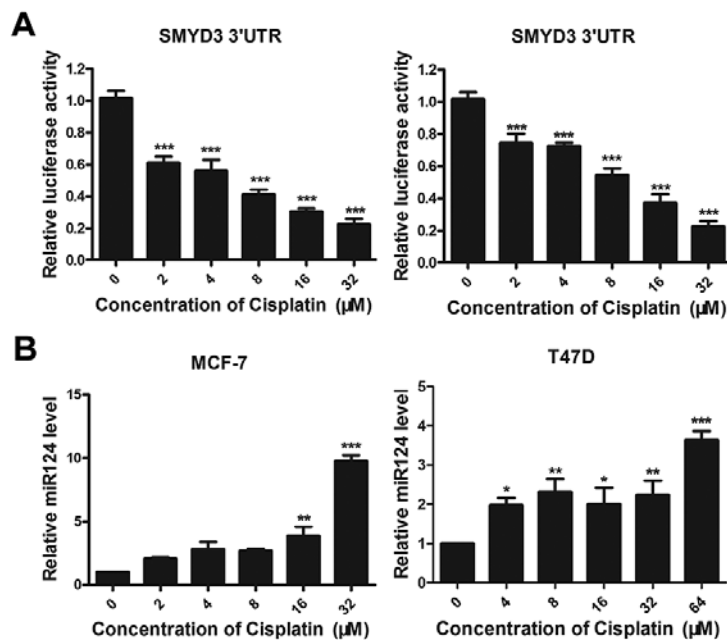 A
SMYD3 3'UTR
Relative luciferase activity
1.2
1.0
0.8
0.6
0.4
0.2
0.0
***
***
***
***
***
0 2 4 8 16 32
Concentration of Cisplatin (µM)
SMYD3 3'UTR
Relative luciferase activity
1.2
1.0
0.8
0.6
0.4
0.2
0.0
***
***
***
***
***
0 2 4 8 16 32
Concentration of Cisplatin (µM)
B
MCF-7
Relative miR124 level
15
10
5
0
**
***
0 2 4 8 16 32
Concentration of Cisplatin (µM)
T47D
Relative miR124 level
5
4
3
2
1
0
*
**
*
**
***
0 4 8 16 32 64
Concentration of Cisplatin (µM)